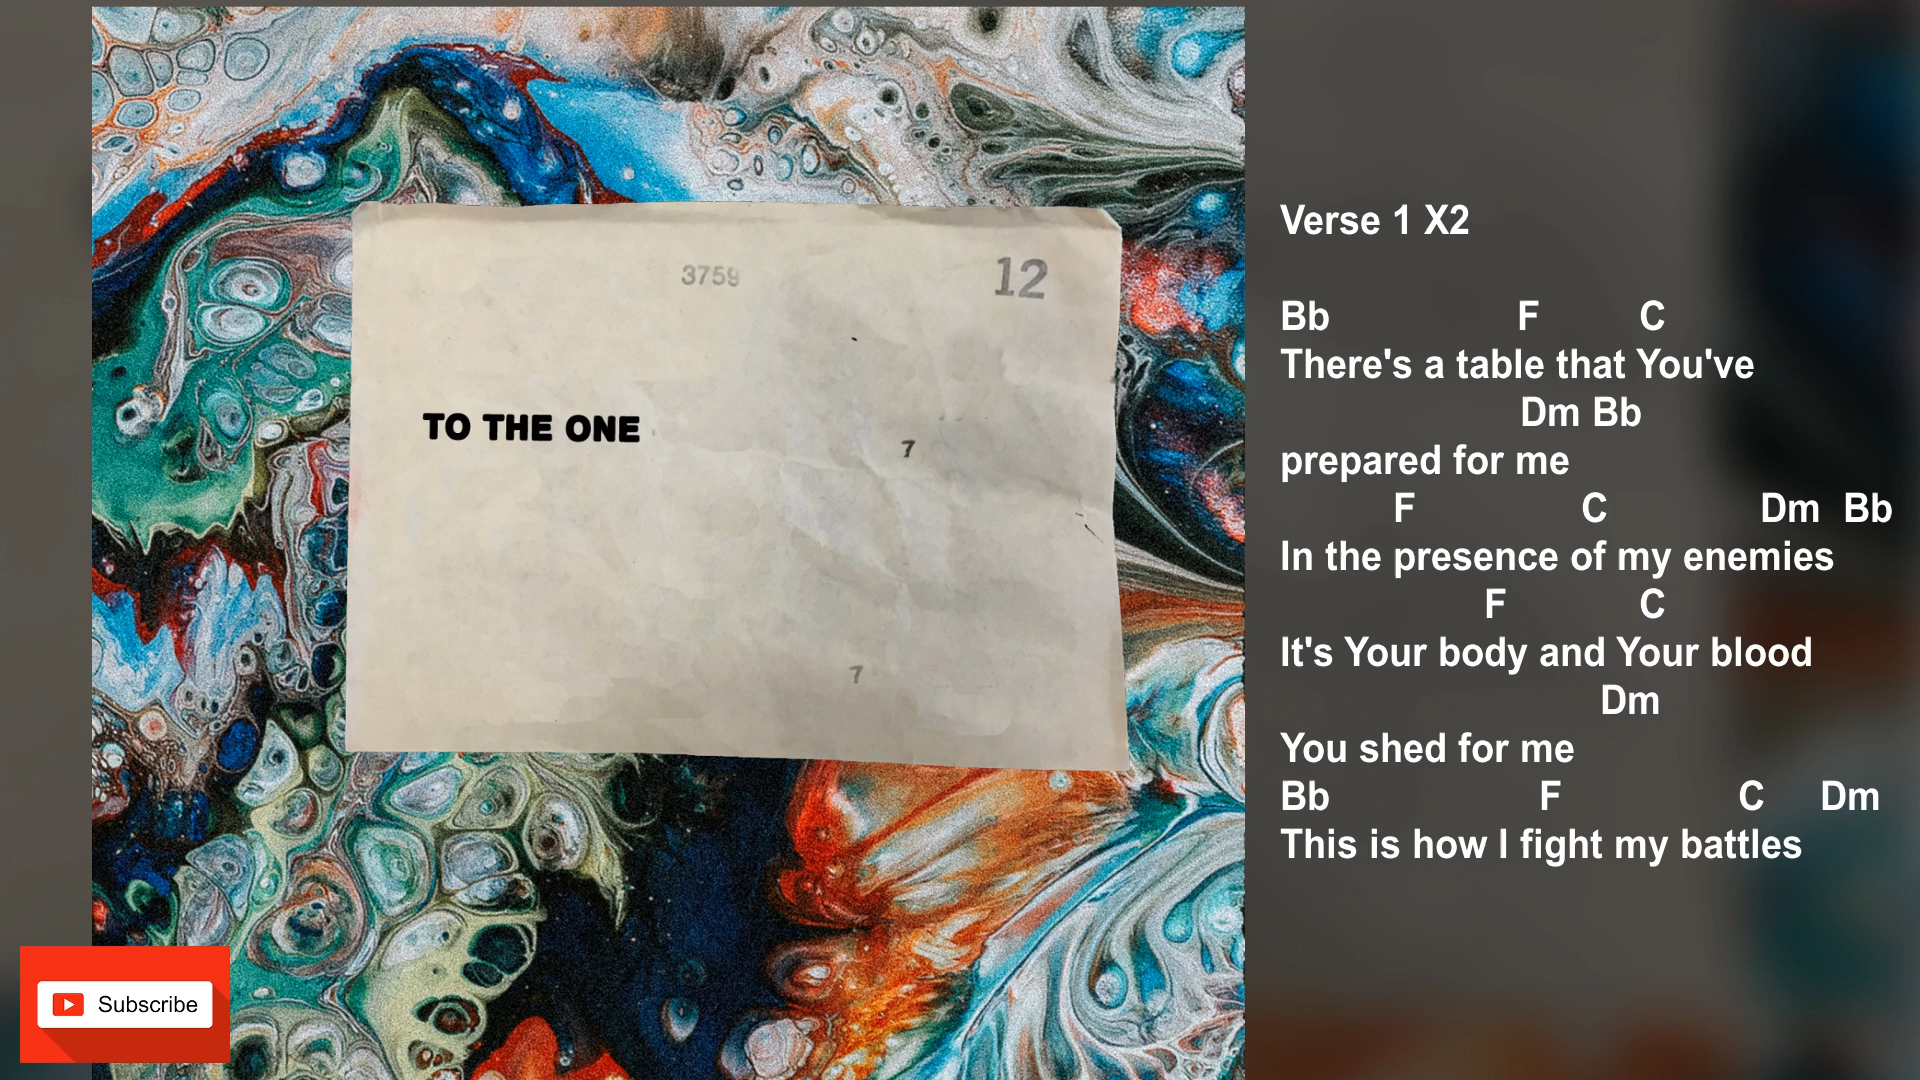 3759
12
TO THE ONE
7
7
Verse 1 X2
Bb F C
There's a table that You've
Dm Bb
prepared for me
F C Dm Bb
In the presence of my enemies
F C
It's Your body and Your blood
Dm
You shed for me
Bb F C Dm
This is how I fight my battles
Subscribe